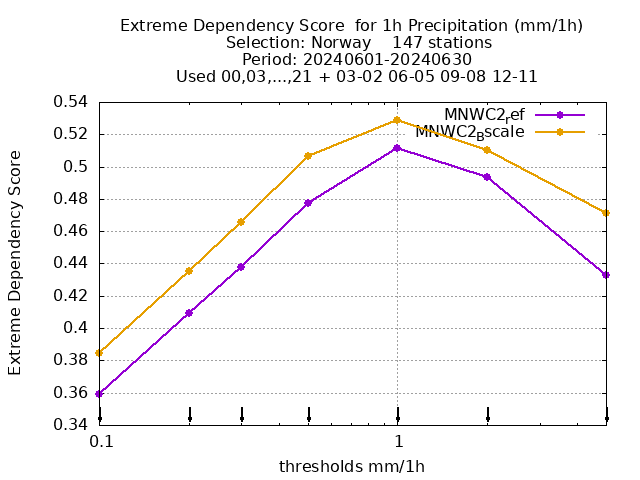 Extreme Dependency Score  for 1h Precipitation (mm/1h)
Selection: Norway    147 stations
Period: 20240601-20240630
Used 00,03,...,21 + 03-02 06-05 09-08 12-11
MNWC2_ref
MNWC2_Bscale
Extreme Dependency Score
0.54
0.52
0.5
0.48
0.46
0.44
0.42
0.4
0.38
0.36
0.34
0.1
1
thresholds mm/1h